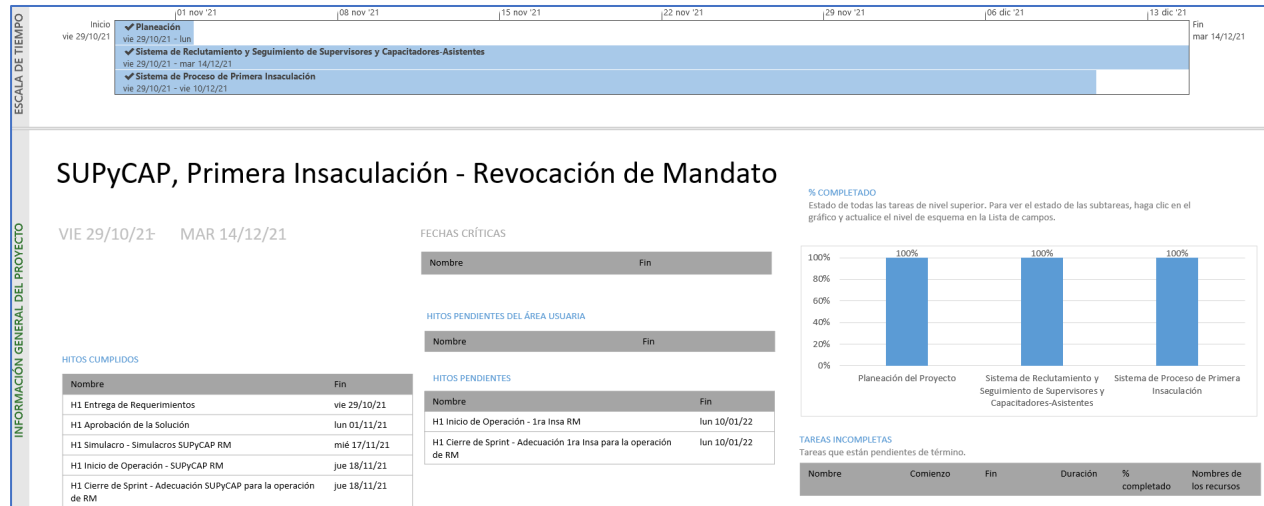 ESCALA DE TIEMPO
01 nov '21
08 nov '21
15 nov '21
22 nov '21
29 nov '21
06 dic '21
13 dic '21
Inicio
vie 29/10/21
✔Planeación
vie 29/10/21 - lun
✔Sistema de Reclutamiento y Seguimiento de Supervisores y Capacitadores-Asistentes
vie 29/10/21 - mar 14/12/21
✔Sistema de Proceso de Primera Insaculación
vie 29/10/21 - vie 10/12/21
Fin
mar 14/12/21
INFORMACIÓN GENERAL DEL PROYECTO
SUPyCAP, Primera Insaculación - Revocación de Mandato
VIE 29/10/21- MAR 14/12/21
HITOS CUMPLIDOS
Nombre Fin
H1 Entrega de Requerimientos vie 29/10/21
H1 Aprobación de la Solución lun 01/11/21
H1 Simulacro - Simulacros SUPyCAP RM mié 17/11/21
H1 Inicio de Operación - SUPyCAP RM jue 18/11/21
H1 Cierre de Sprint - Adecuación SUPyCAP para la operación jue 18/11/21
de RM
FECHAS CRÍTICAS
Nombre Fin
HITOS PENDIENTES DEL ÁREA USUARIA
Nombre Fin
HITOS PENDIENTES
Nombre Fin
H1 Inicio de Operación - 1ra Insa RM lun 10/01/22
H1 Cierre de Sprint - Adecuación 1ra Insa para la operación lun 10/01/22
de RM
% COMPLETADO
Estado de todas las tareas de nivel superior. Para ver el estado de las subtareas, haga clic en el
gráfico y actualice el nivel de esquema en la Lista de campos.
100% 100% 100%
100%
80%
60%
40%
20%
0%
Planeación del Proyecto
Sistema de Reclutamiento y
Seguimiento de Supervisores y
Capacitadores-Asistentes
Sistema de Proceso de Primera
Insaculación
TAREAS INCOMPLETAS
Tareas que están pendientes de término.
Nombre Comienzo Fin Duración % Nombres de
completado los recursos